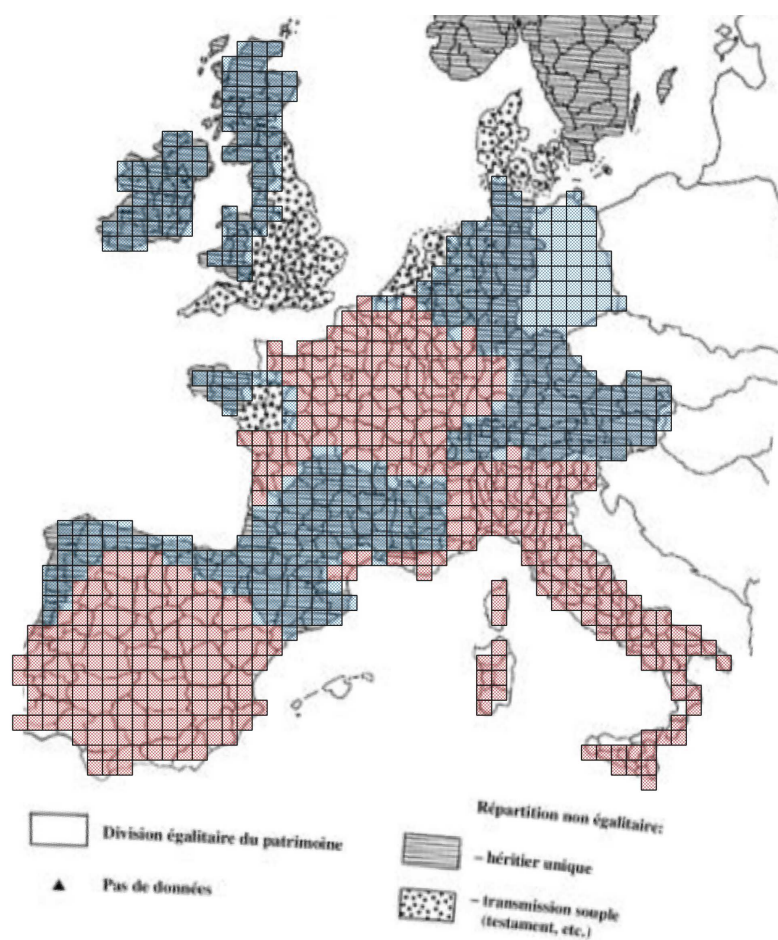 Division égalitaire du patrimoine
Pas de données
Répartition non égalitaire:
– héritier unique
– transmission souple
(testament, etc.)